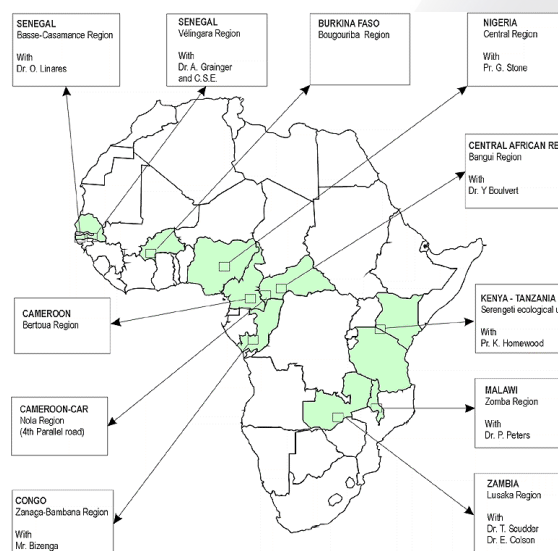 SENEGAL
Basse-Casamance Region
With
Dr. O. Linares
SENEGAL
Vélingara Region
With
Dr. A. Grainger
and C.S.E.
BURKINA FASO
Bougouriba Region
NIGERIA
Central Region
With
Pr. G. Stone
CENTRAL AFRICAN RE
Bangui Region
With
Dr. Y Boulvert
CAMEROON
Bertoua Region
KENYA - TANZANIA
Serengeti ecological u
With
Pr. K. Homewood
CAMEROON-CAR
Nola Region
(4th Parallel road)
MALAWI
Zomba Region
With
Dr. P. Peters
CONGO
Zanaga-Bambana Region
With
Mr. Bizenga
ZAMBIA
Lusaka Region
With
Dr. T. Scudder
Dr. E. Colson